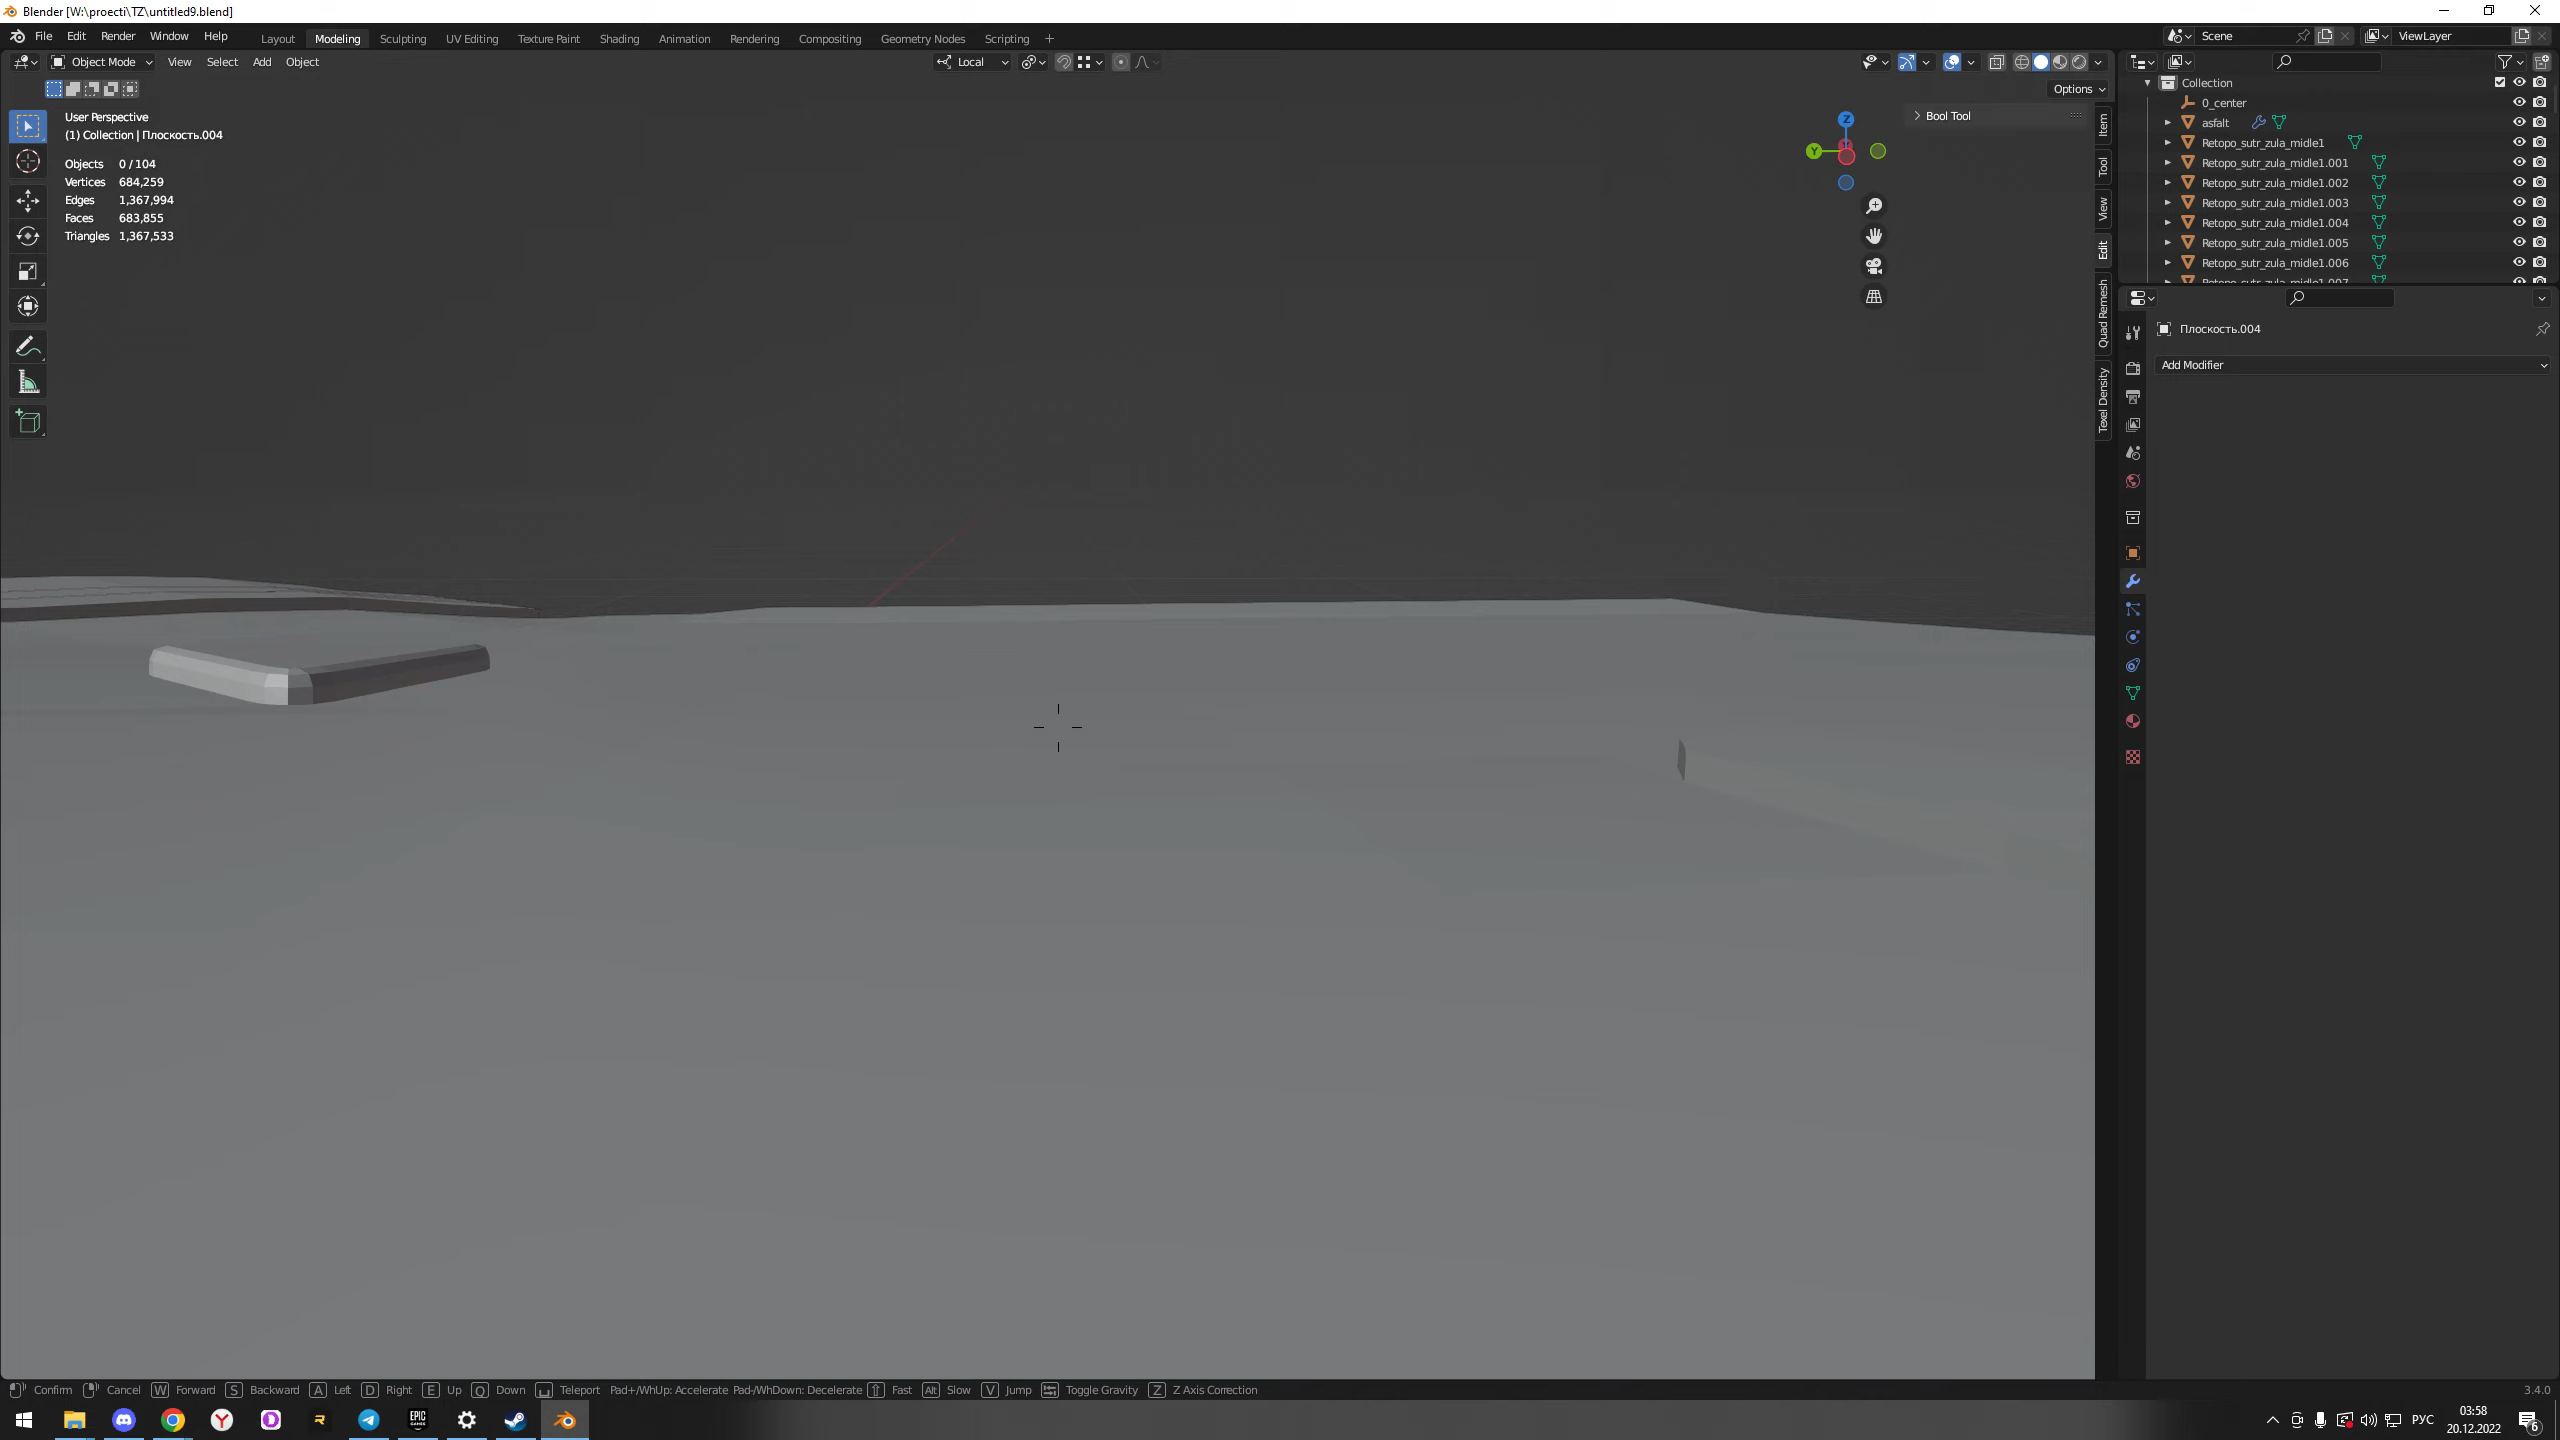 Blender [W:\proecti\TZ\untitled9.blend]
File Edit Render Window Help Layout Modeling Sculpting UV Editing Texture Paint Shading Animation Rendering Compositing Geometry Nodes Scripting + Scene ViewLayer
Object Mode View Select Add Object Local
Options
User Perspective
(1) Collection | Плоскость.004
Objects 0 / 104
Vertices 684,259
Edges 1,367,994
Faces 683,855
Triangles 1,367,533
Z
Y
Bool Tool
Item
Tool
View
Edit
Quad Remesh
Texel Density
Collection
0_center
asfalt
Retopo_sutr_zula_midle1
Retopo_sutr_zula_midle1.001
Retopo_sutr_zula_midle1.002
Retopo_sutr_zula_midle1.003
Retopo_sutr_zula_midle1.004
Retopo_sutr_zula_midle1.005
Retopo_sutr_zula_midle1.006
Retopo_sutr_zula_midle1.007
Плоскость.004
Add Modifier
Confirm Cancel W Forward S Backward A Left D Right E Up Q Down Teleport Pad+/WhUp: Accelerate Pad-/WhDown: Decelerate Fast Alt Slow V Jump Toggle Gravity Z Z Axis Correction 3.4.0
EPIC GAMES
РУС
03:58
20.12.2022
6